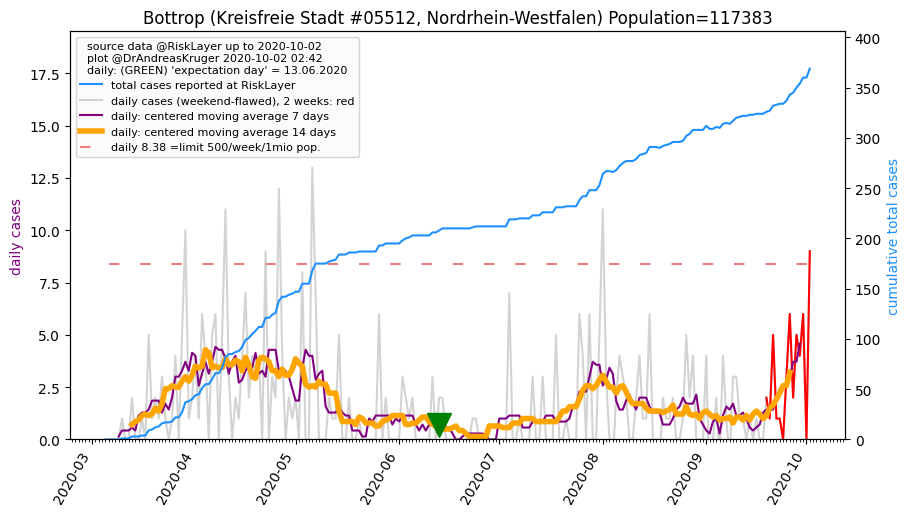 Bottrop (Kreisfreie Stadt #05512, Nordrhein-Westfalen) Population=117383
source data @RiskLayer up to 2020-10-02
plot @DrAndreasKruger 2020-10-02 02:42
daily: (GREEN) 'expectation day' = 13.06.2020
total cases reported at RiskLayer
daily cases (weekend-flawed), 2 weeks: red
daily: centered moving average 7 days
daily: centered moving average 14 days
daily 8.38 =limit 500/week/1mio pop.
daily cases
17.5
15.0
12.5
10.0
7.5
5.0
2.5
0.0
400
350
300
250
200
150
100
50
0
cumulative total cases
2020-03
2020-04
2020-05
2020-06
2020-07
2020-08
2020-09
2020-10